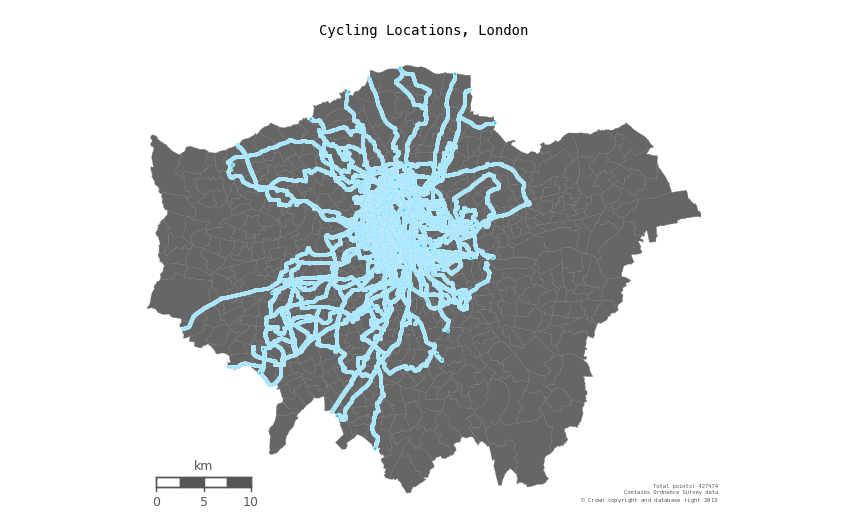 Cycling Locations, London
km
0 5 10
Total points: 427474
Contains Ordnance Survey data
© Crown copyright and database right 2013